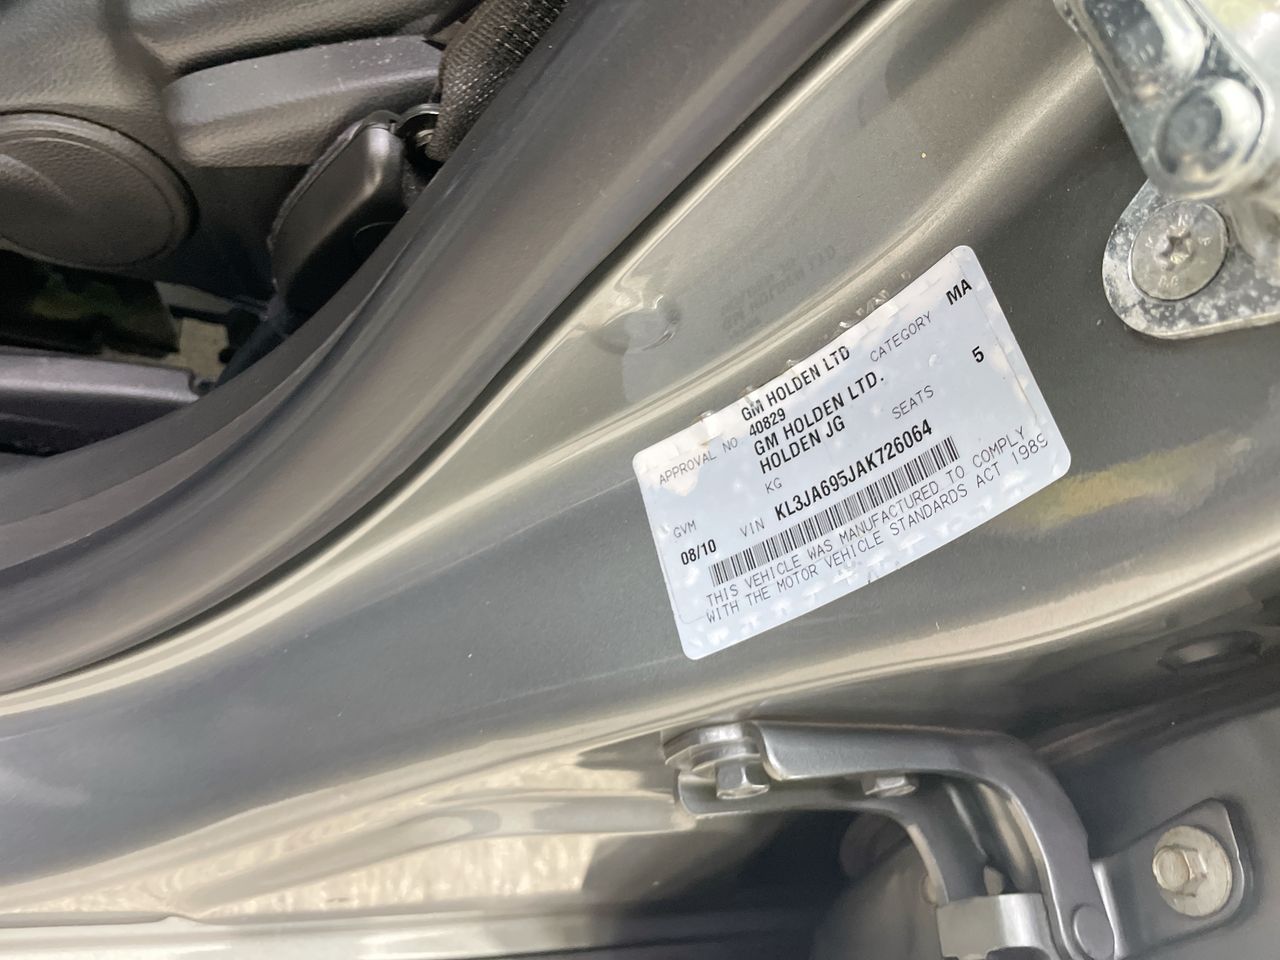 GM HOLDEN LTD
APPROVAL NO 40829 CATEGORY MA
GM HOLDEN LTD.
HOLDEN JG SEATS 5
GVM KG
08/10 VIN KL3JA695JAK726064
THIS VEHICLE WAS MANUFACTURED TO COMPLY
WITH THE MOTOR VEHICLE STANDARDS ACT 1989